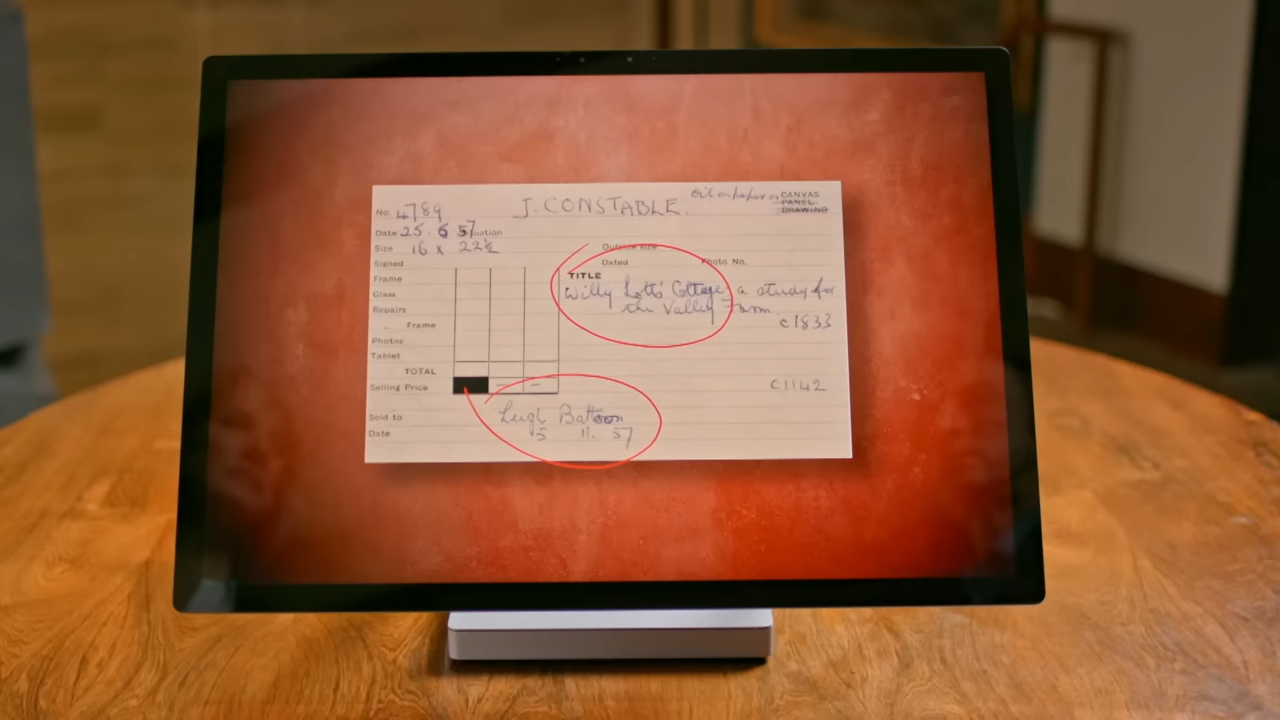 Oil on paper on CANVAS
No. 4789 J. CONSTABLE. PANEL
DRAWING
Date 25 . 6 57
Size 16 x 22½ Outside size
Signed Dated Photo No.
Frame TITLE
Glass Willy Lotts' Cottage, a study for
Repairs the Valley Farm.
Frame c1833
Photos
Tablet
TOTAL
Selling Price C1142
Sold to Leigh Battson
Date 5 11. 57